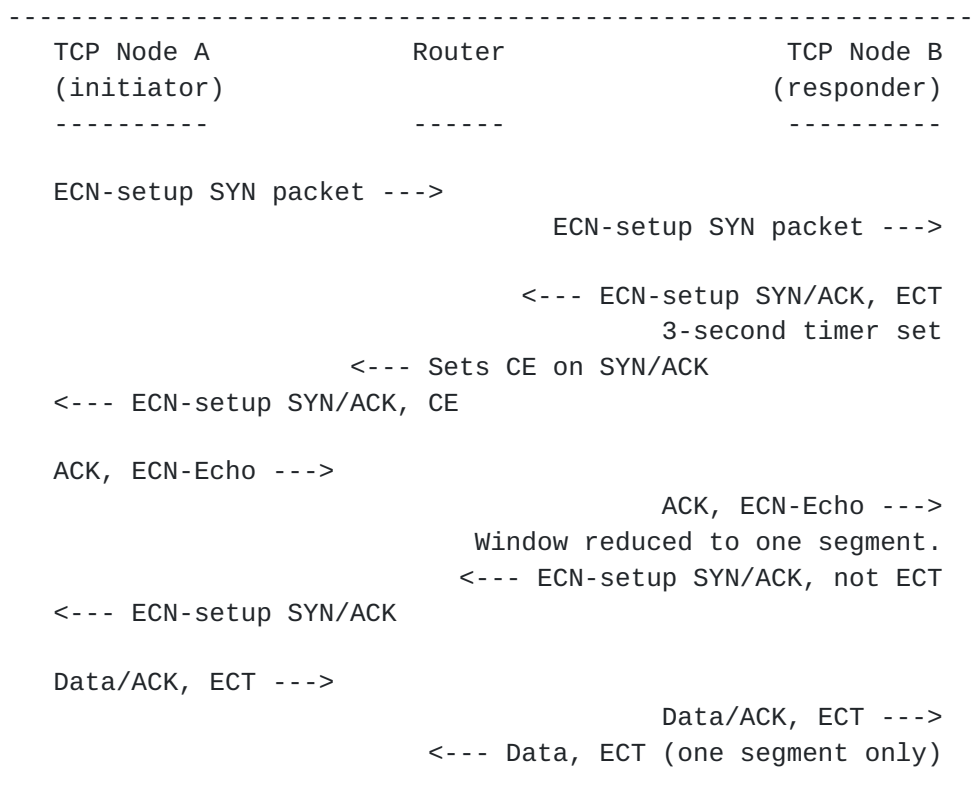 ---------------------------------------------------------------
TCP Node A             Router                  TCP Node B
(initiator)                                   (responder)
----------             ------                  ----------
ECN-setup SYN packet --->
ECN-setup SYN packet --->
<--- ECN-setup SYN/ACK, ECT
3-second timer set
<--- Sets CE on SYN/ACK
<--- ECN-setup SYN/ACK, CE
ACK, ECN-Echo --->
ACK, ECN-Echo --->
Window reduced to one segment.
<--- ECN-setup SYN/ACK, not ECT
<--- ECN-setup SYN/ACK
Data/ACK, ECT --->
Data/ACK, ECT --->
<--- Data, ECT (one segment only)